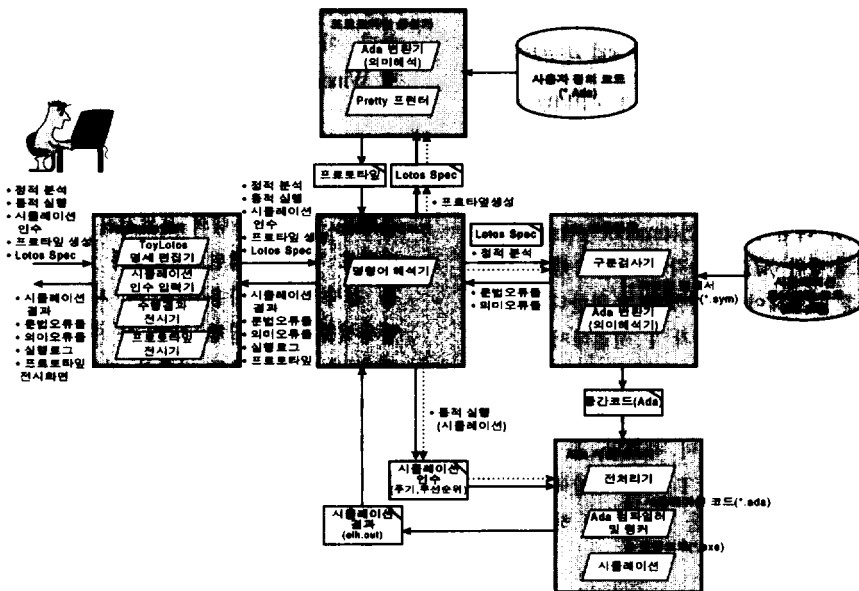 Ada 변환기
(의미해석)
Pretty 프린터
사용자 정의 코드
(*.Ada)
프로토타입
Lotos Spec
• 프로토타입생성
• 정적 분석
• 동적 실행
• 시뮬레이션
인수
• 프로토타입 생성
• Lotos Spec
• 시뮬레이션
결과
• 문법오류들
• 의미오류들
• 실행로그
• 프로토타입
전시화면
ToyLotos
명세 편집기
시뮬레이션
인수 입력기
수행결과
전시기
프로토타입
전시기
• 정적 분석
• 동적 실행
• 시뮬레이션
인수
• 프로토타입 생성
• Lotos Spec
• 시뮬레이션
결과
• 문법오류들
• 의미오류들
• 실행로그
• 프로토타입
명령어 해석기
Lotos Spec
• 정적 분석
• 문법오류들
• 의미오류들
구문검사기
(*.sym)
Ada 변환기
(의미해석기)
중간코드(Ada)
• 동적 실행
(시뮬레이션)
시뮬레이션
인수
(주기,우선순위)
시뮬레이션
결과
(elh.out)
전처리기
코드(*.ada)
Ada 컴파일러
및 링커
시뮬레이션